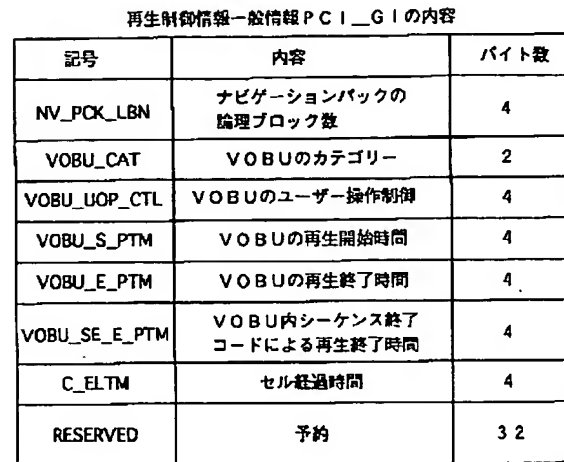 再生制御情報一般情報ＰＣＩ＿ＧＩの内容
記号 内容 バイト数
NV_PCK_LBN ナビゲーションパックの
論理ブロック数 4
VOBU_CAT ＶＯＢＵのカテゴリー 2
VOBU_UOP_CTL ＶＯＢＵのユーザー操作制御 4
VOBU_S_PTM ＶＯＢＵの再生開始時間 4
VOBU_E_PTM ＶＯＢＵの再生終了時間 4
VOBU_SE_E_PTM ＶＯＢＵ内シーケンス終了
コードによる再生終了時間 4
C_ELTM セル経過時間 4
RESERVED 予約 ３２